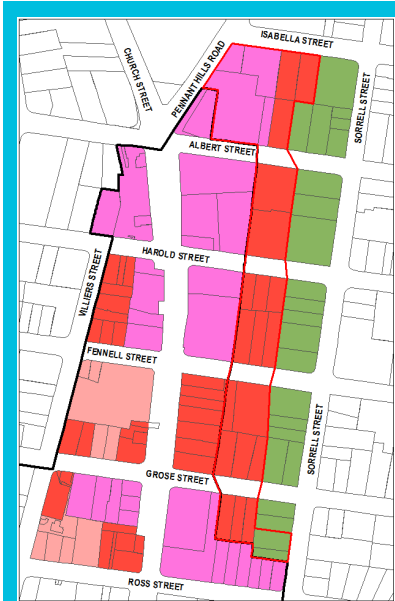 ISABELLA STREET
CHURCH STREET
PENNANT HILLS ROAD
SORRELL STREET
ALBERT STREET
HAROLD STREET
VILLIERS STREET
FENNELL STREET
SORRELL STREET
GROSE STREET
ROSS STREET